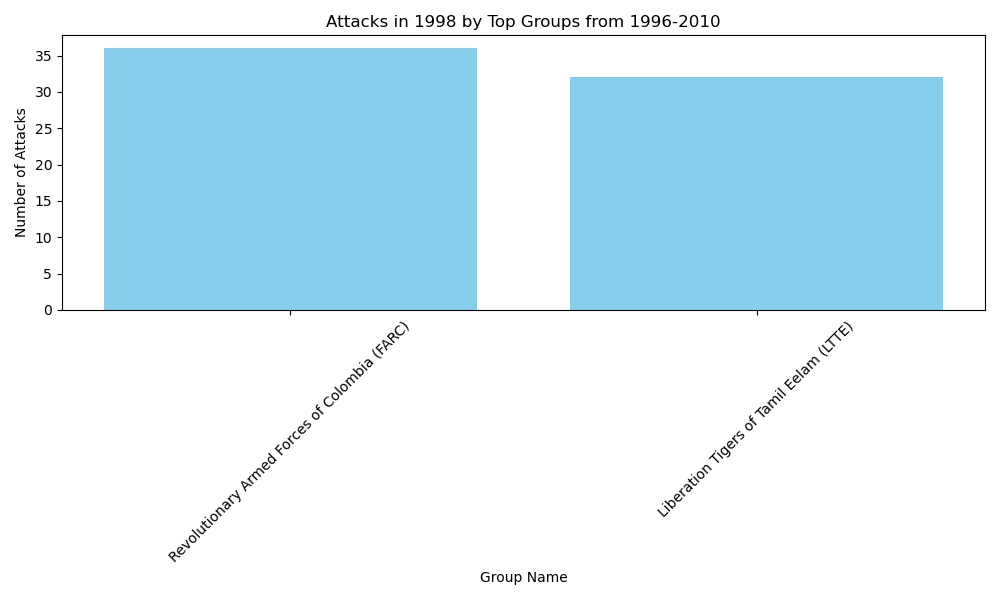 Attacks in 1998 by Top Groups from 1996-2010
Number of Attacks
35
30
25
20
15
10
5
0
Revolutionary Armed Forces of Colombia (FARC)
Liberation Tigers of Tamil Eelam (LTTE)
Group Name